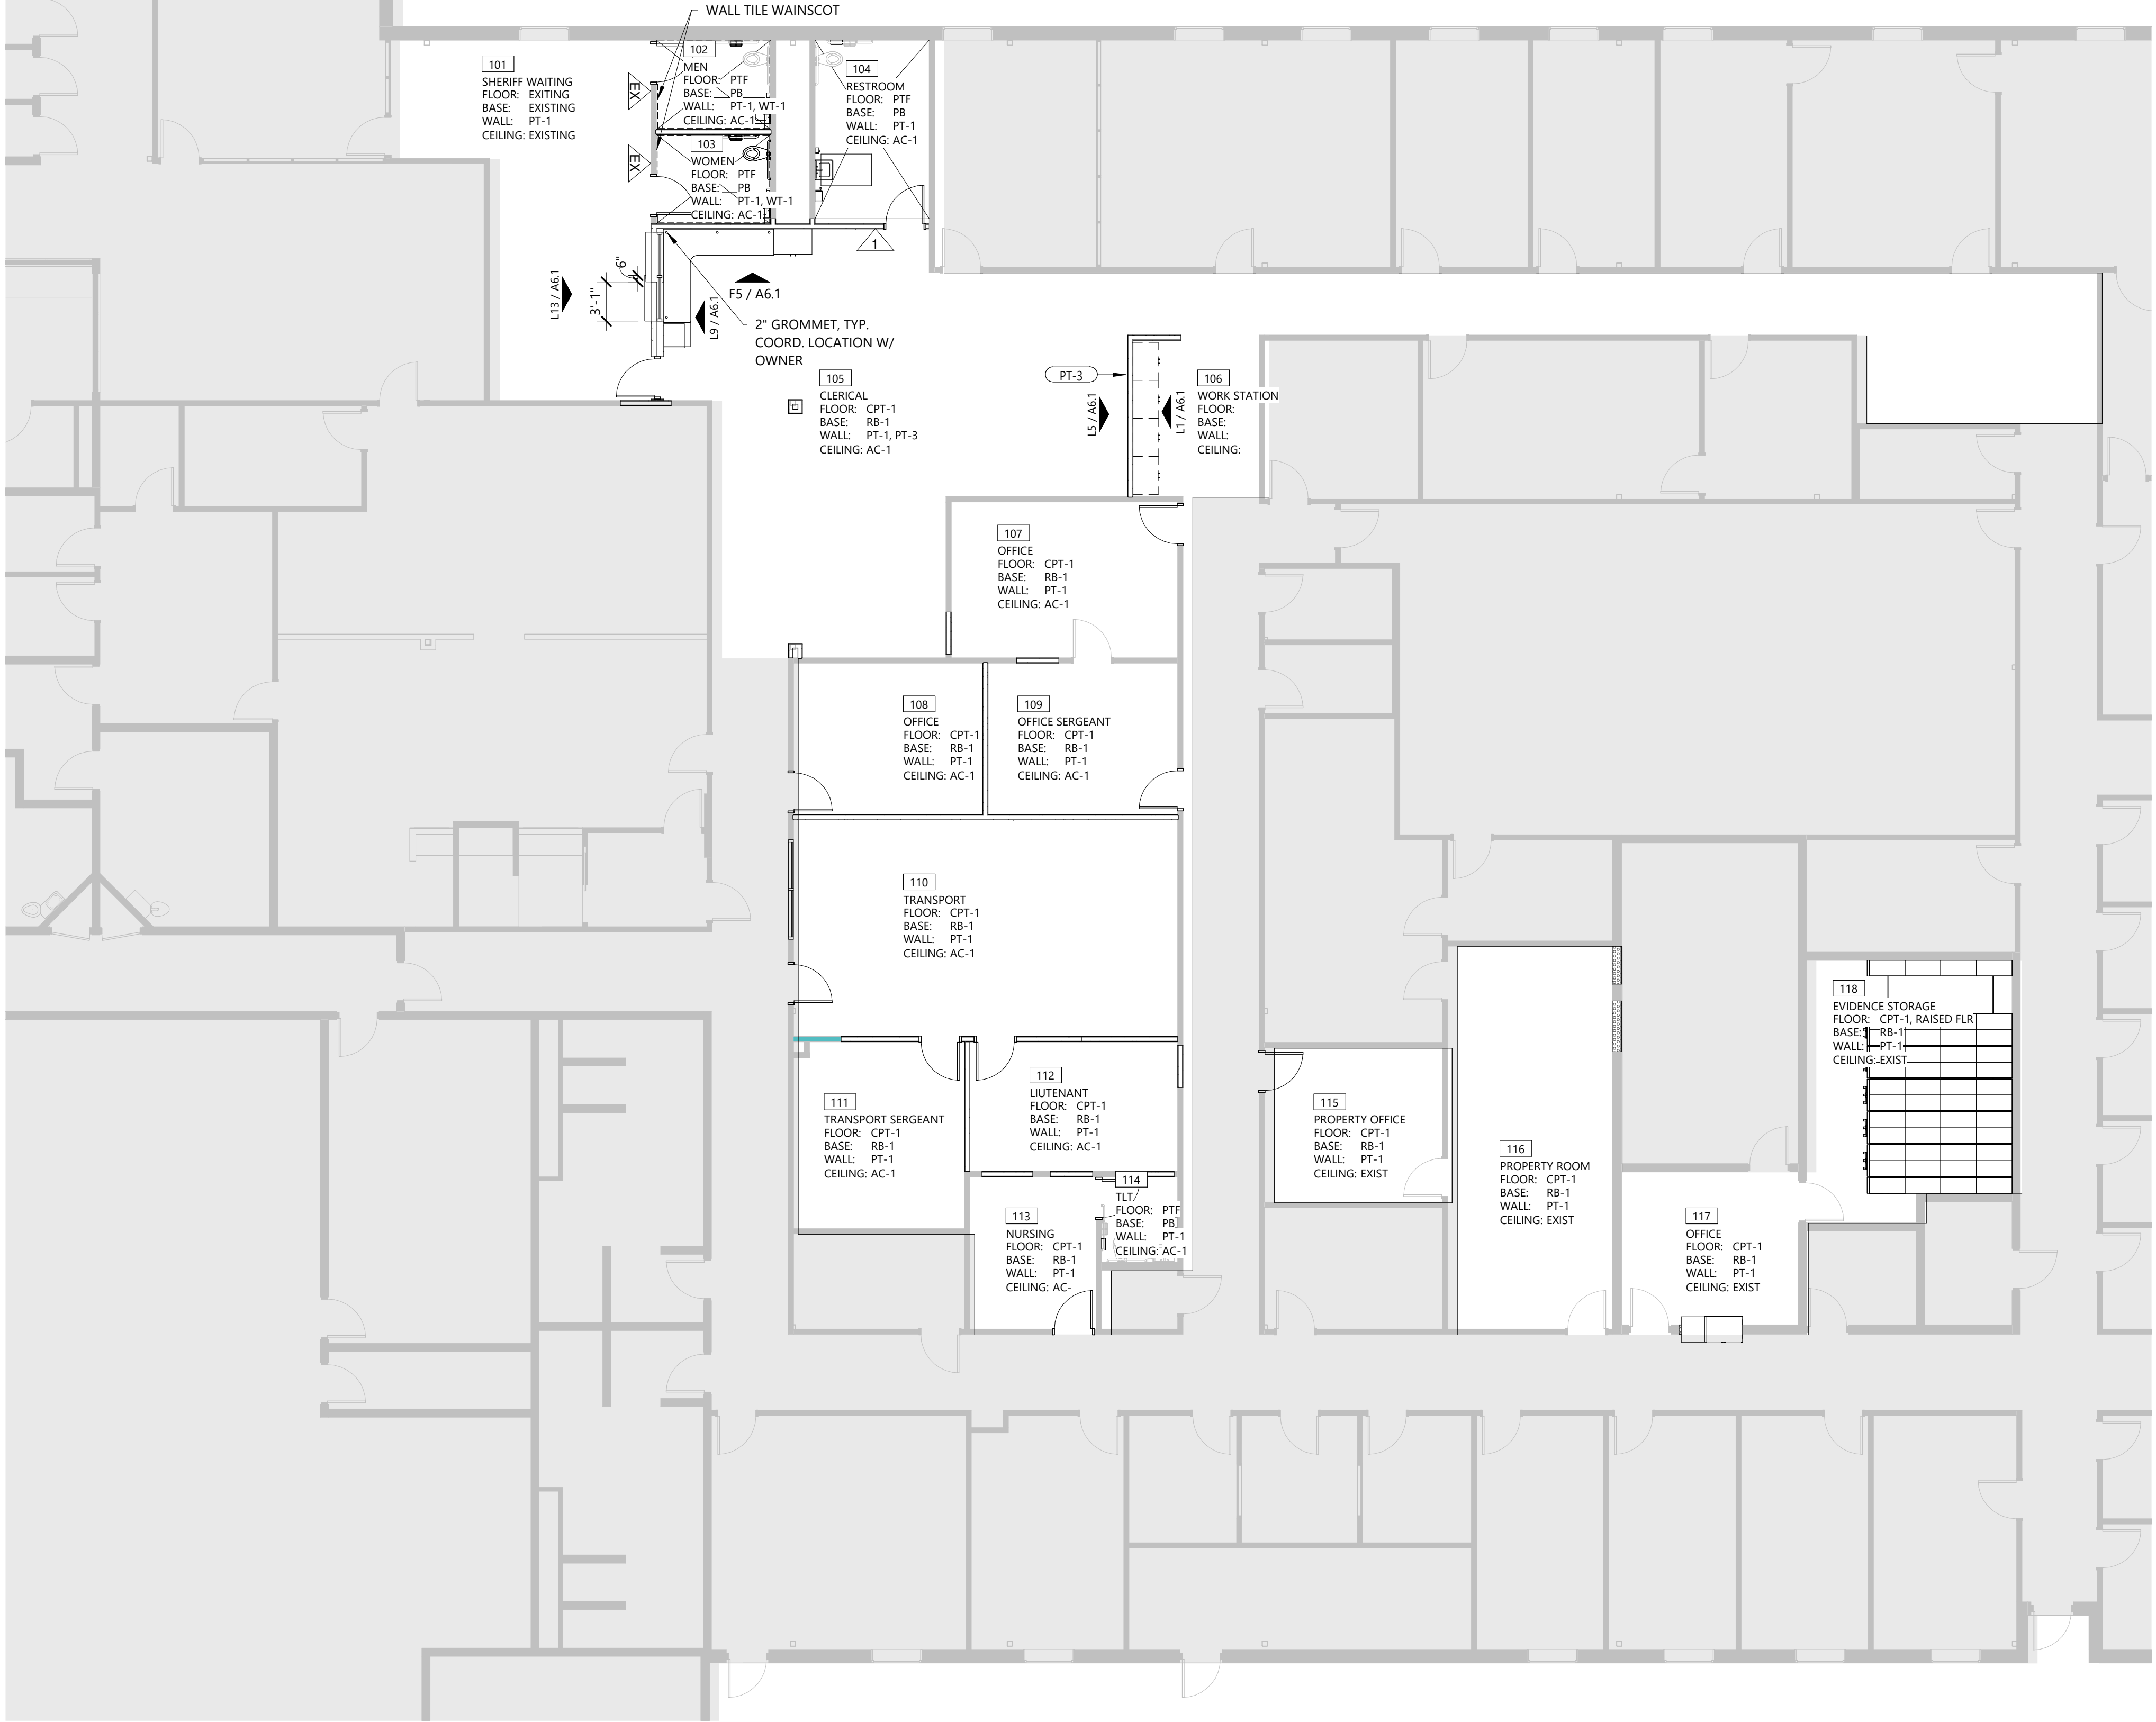 WALL TILE WAINSCOT
101
SHERIFF WAITING
FLOOR: EXITING
BASE: EXISTING
WALL: PT-1
CEILING: EXISTING
EX
EX
102
MEN
FLOOR: PTF
BASE: PB
WALL: PT-1, WT-1
CEILING: AC-1
103
WOMEN
FLOOR: PTF
BASE: PB
WALL: PT-1, WT-1
CEILING: AC-1
104
RESTROOM
FLOOR: PTF
BASE: PB
WALL: PT-1
CEILING: AC-1
1
L13 / A6.1
3'-1"
6"
L9 / A6.1
F5 / A6.1
2" GROMMET, TYP.
COORD. LOCATION W/
OWNER
105
CLERICAL
FLOOR: CPT-1
BASE: RB-1
WALL: PT-1, PT-3
CEILING: AC-1
PT-3
L5 / A6.1
L1 / A6.1
106
WORK STATION
FLOOR:
BASE:
WALL:
CEILING:
107
OFFICE
FLOOR: CPT-1
BASE: RB-1
WALL: PT-1
CEILING: AC-1
108
OFFICE
FLOOR: CPT-1
BASE: RB-1
WALL: PT-1
CEILING: AC-1
109
OFFICE SERGEANT
FLOOR: CPT-1
BASE: RB-1
WALL: PT-1
CEILING: AC-1
110
TRANSPORT
FLOOR: CPT-1
BASE: RB-1
WALL: PT-1
CEILING: AC-1
111
TRANSPORT SERGEANT
FLOOR: CPT-1
BASE: RB-1
WALL: PT-1
CEILING: AC-1
112
LIUTENANT
FLOOR: CPT-1
BASE: RB-1
WALL: PT-1
CEILING: AC-1
113
NURSING
FLOOR: CPT-1
BASE: RB-1
WALL: PT-1
CEILING: AC-
114
TLT
FLOOR: PTF
BASE: PB
WALL: PT-1
CEILING: AC-1
115
PROPERTY OFFICE
FLOOR: CPT-1
BASE: RB-1
WALL: PT-1
CEILING: EXIST
116
PROPERTY ROOM
FLOOR: CPT-1
BASE: RB-1
WALL: PT-1
CEILING: EXIST
117
OFFICE
FLOOR: CPT-1
BASE: RB-1
WALL: PT-1
CEILING: EXIST
118
EVIDENCE STORAGE
FLOOR: CPT-1, RAISED FLR
BASE: RB-1
WALL: PT-1
CEILING: EXIST